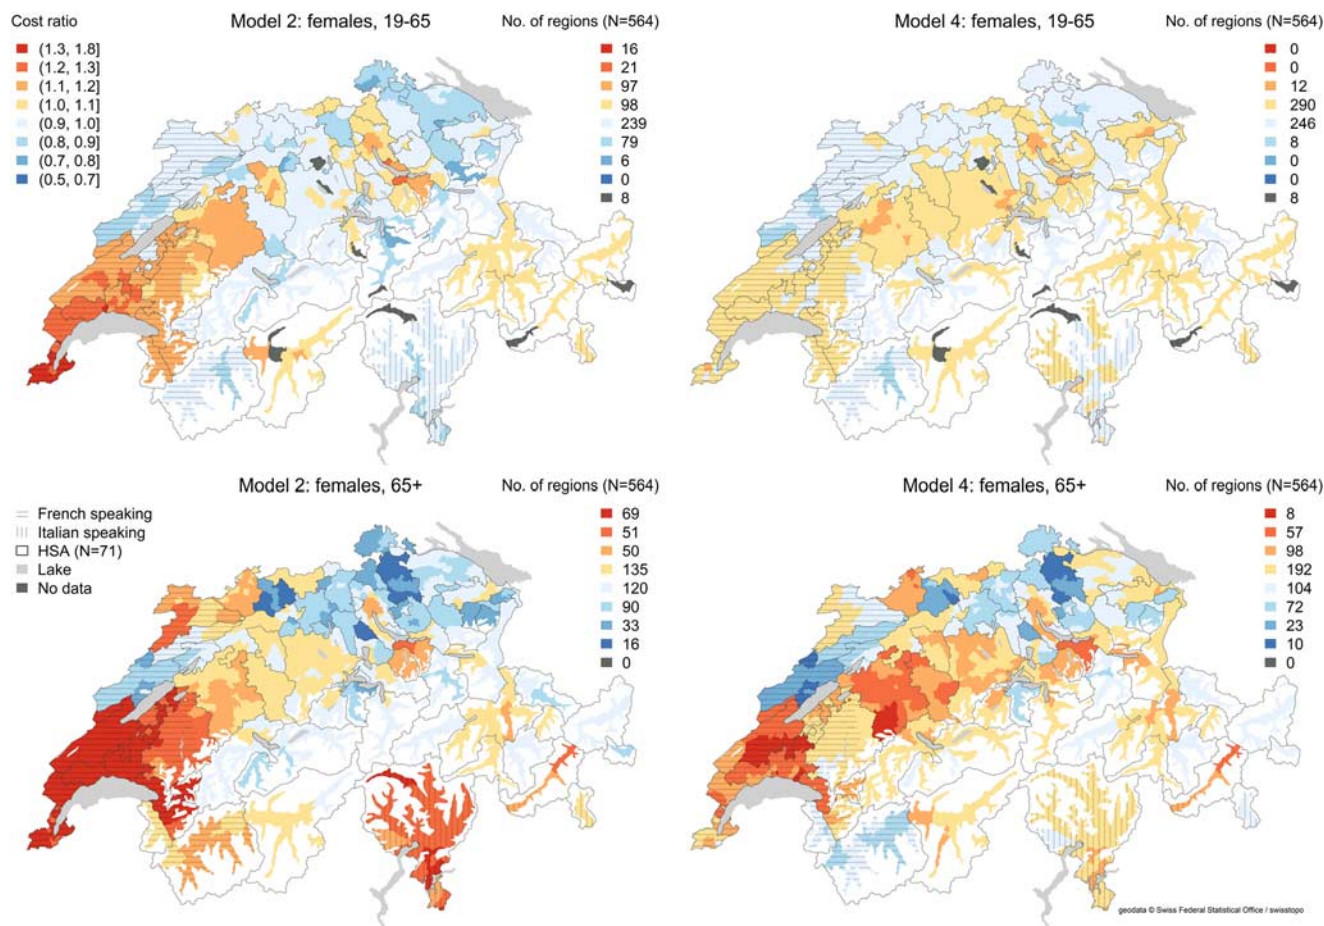 Cost ratio
Model 2: females, 19-65
No. of regions (N=564)
(1.3, 1.8]
(1.2, 1.3]
(1.1, 1.2]
(1.0, 1.1]
(0.9, 1.0]
(0.8, 0.9]
(0.7, 0.8]
(0.5, 0.7]
16
21
97
98
239
79
6
0
8
Model 4: females, 19-65
No. of regions (N=564)
0
0
12
290
246
8
0
0
8
Model 2: females, 65+
No. of regions (N=564)
French speaking
Italian speaking
HSA (N=71)
Lake
No data
69
51
50
135
120
90
33
16
0
Model 4: females, 65+
No. of regions (N=564)
8
57
98
192
104
72
23
10
0
geodata © Swiss Federal Statistical Office / swisstopo